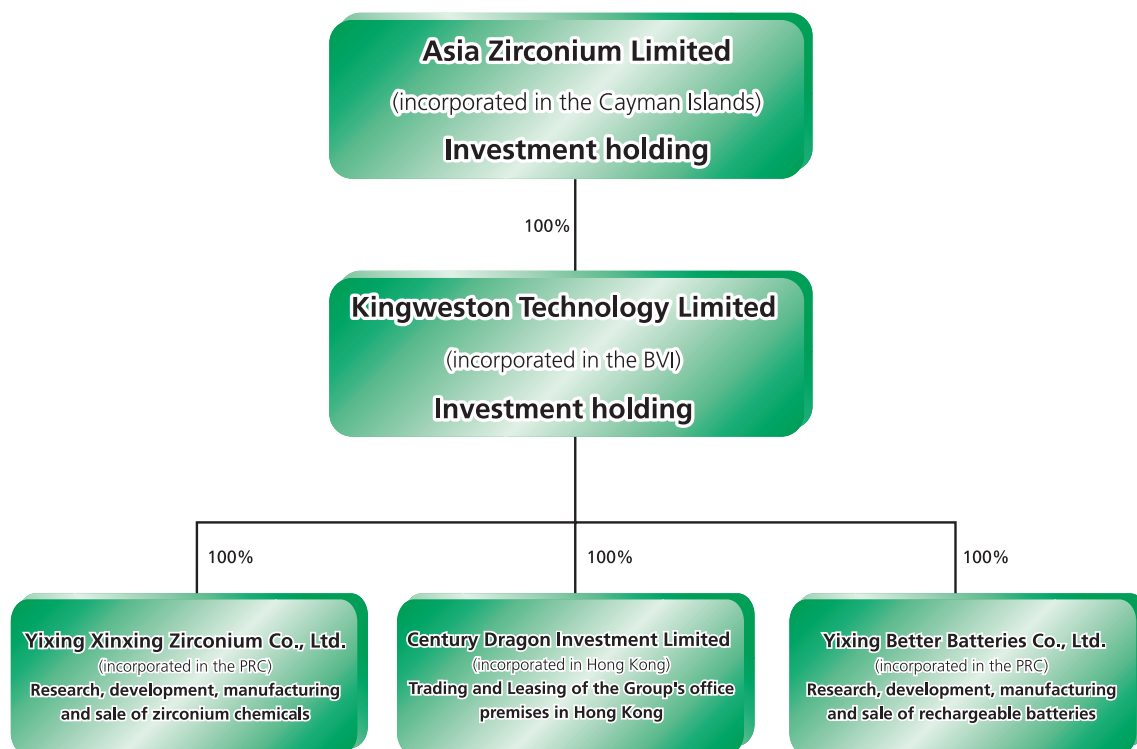 Asia Zirconium Limited
(incorporated in the Cayman Islands)
Investment holding
100%
Kingweston Technology Limited
(incorporated in the BVI)
Investment holding
100%
100%
100%
Yixing Xinxing Zirconium Co., Ltd.
(incorporated in the PRC)
Research, development, manufacturing
and sale of zirconium chemicals
Century Dragon Investment Limited
(incorporated in Hong Kong)
Trading and Leasing of the Group's office
premises in Hong Kong
Yixing Better Batteries Co., Ltd.
(incorporated in the PRC)
Research, development, manufacturing
and sale of rechargeable batteries